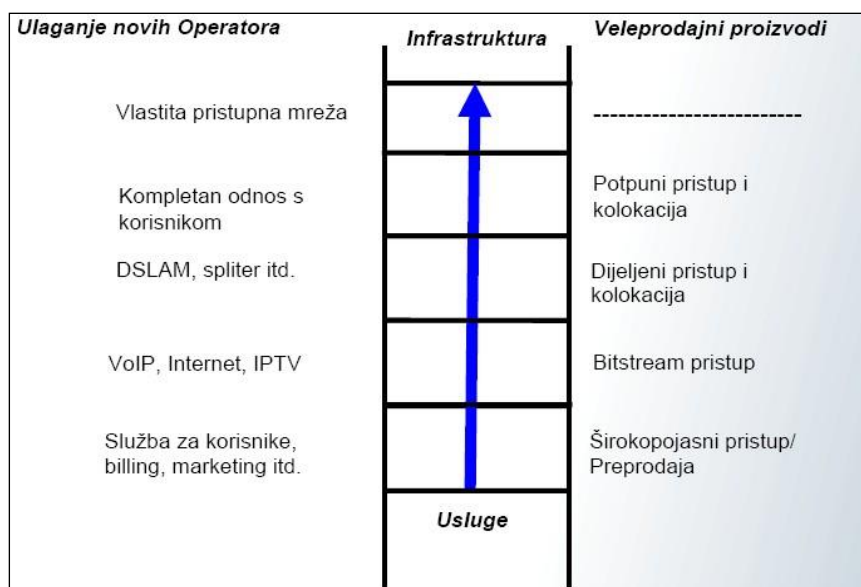 Ulaganje novih Operatora
Infrastruktura
Veleprodajni proizvodi
Vlastita pristupna mreža
--------------------------
Kompletan odnos s
korisnikom
Potpuni pristup i
kolokacija
DSLAM, spliter itd.
Dijeljeni pristup i
kolokacija
VoIP, Internet, IPTV
Bitstream pristup
Služba za korisnike,
billing, marketing itd.
Širokopojasni pristup/
Preprodaja
Usluge